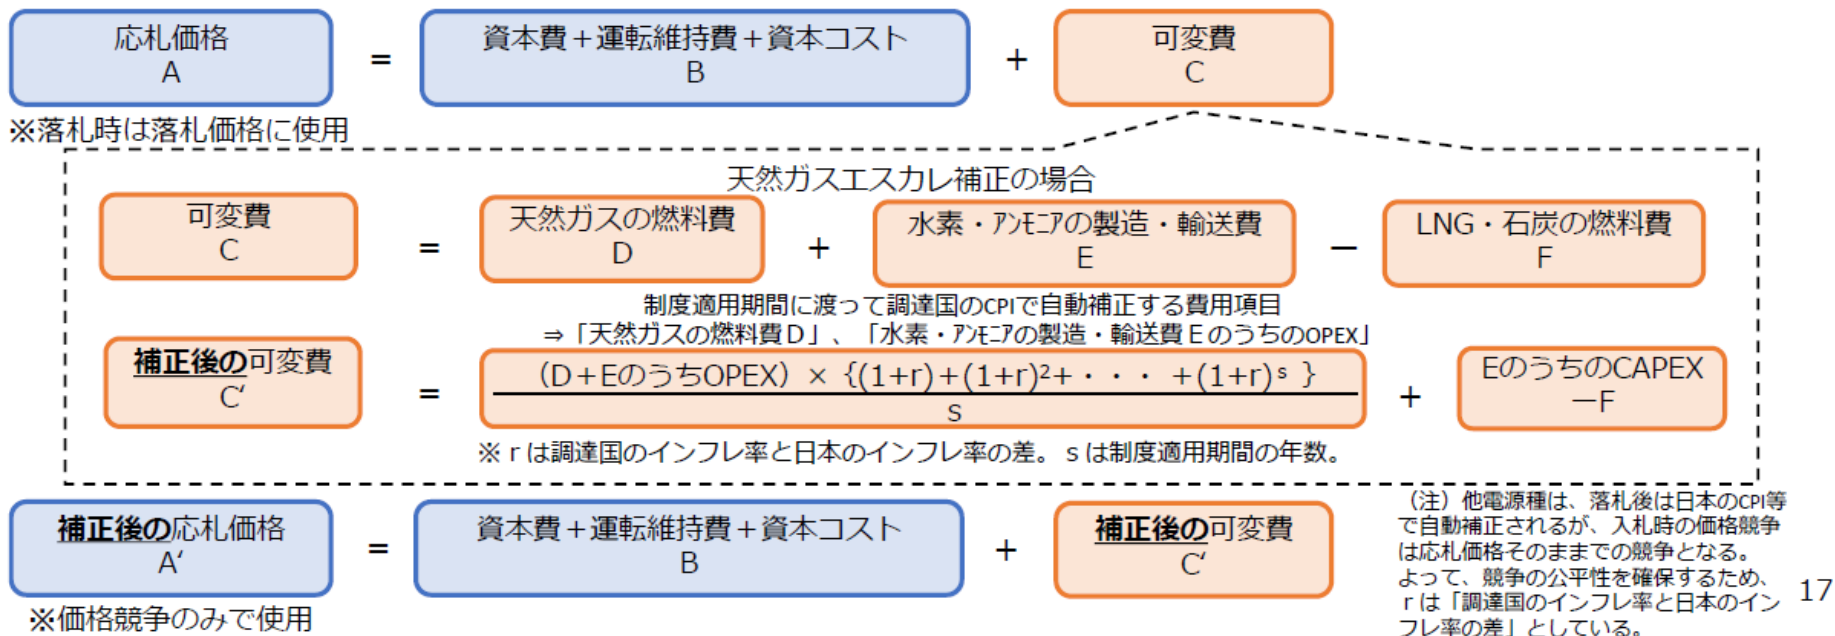 応札価格
A
=
資本費＋運転維持費＋資本コスト
B
+
可変費
C
※落札時は落札価格に使用
天然ガスエスカレ補正の場合
可変費
C
=
天然ガスの燃料費
D
+
水素・ｱﾝﾓﾆｱの製造・輸送費
E
－
LNG・石炭の燃料費
F
制度適用期間に渡って調達国のCPIで自動補正する費用項目
⇒「天然ガスの燃料費Ｄ」、「水素・ｱﾝﾓﾆｱの製造・輸送費Ｅのうちのopex」
補正後の可変費
C‘
=
（D＋EのうちOPEX）× {(1+r)+(1+r)²+・・・+(1+r)ˢ }
s
+
EのうちのCAPEX
－F
※ｒは調達国のインフレ率と日本のインフレ率の差。ｓは制度適用期間の年数。
補正後の応札価格
A‘
=
資本費＋運転維持費＋資本コスト
B
+
補正後の可変費
C‘
※価格競争のみで使用
（注）他電源種は、落札後は日本のCPI等
で自動補正されるが、入札時の価格競争
は応札価格そのままでの競争となる。
よって、競争の公平性を確保するため、
ｒは「調達国のインフレ率と日本のイン
フレ率の差」としている。
17